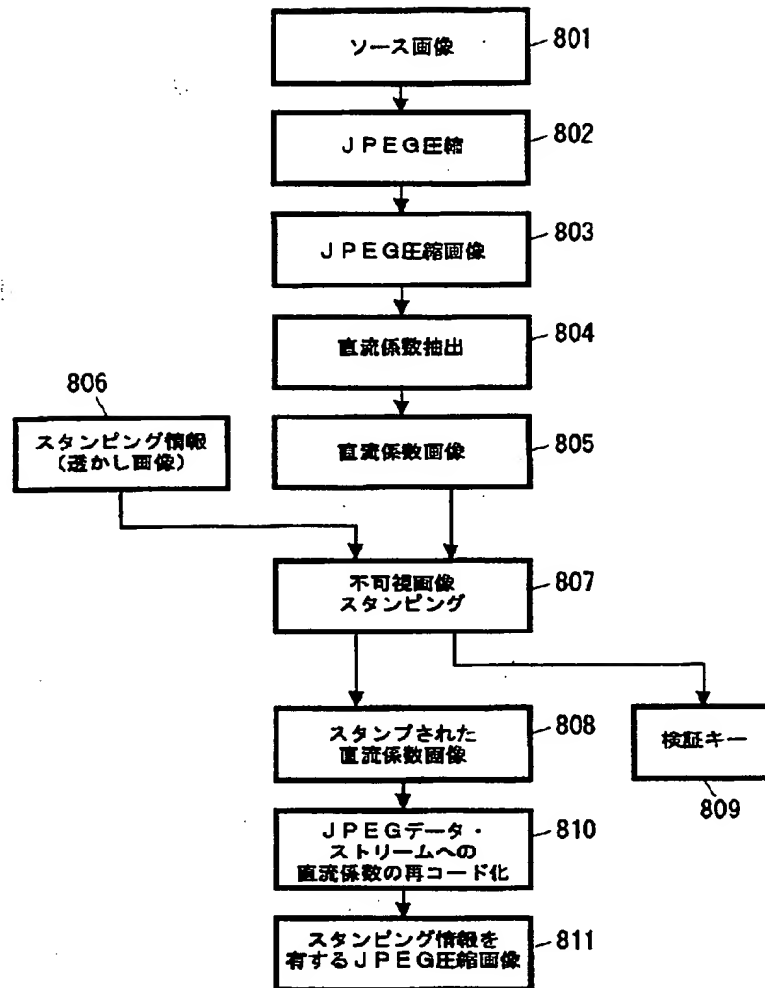 ソース画像
801
JPEG圧縮
802
JPEG圧縮画像
803
直流係数抽出
804
806
スタンピング情報
(透かし画像)
直流係数画像
805
不可視画像
スタンピング
807
スタンプされた
直流係数画像
808
検証キー
809
JPEGデータ・
ストリームへの
直流係数の再コード化
810
スタンピング情報を
有するJPEG圧縮画像
811